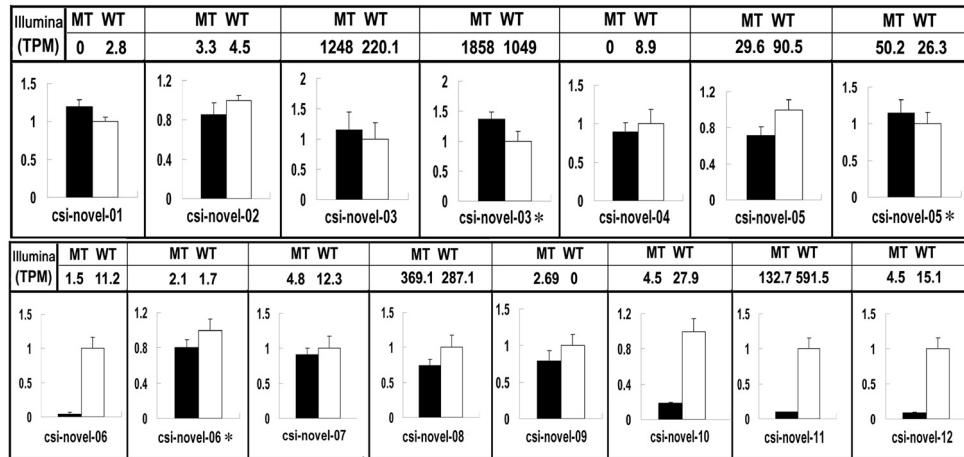 Illumina MT WT MT WT MT WT MT WT MT WT MT WT MT WT
(TPM) 0 2.8 3.3 4.5 1248 220.1 1858 1049 0 8.9 29.6 90.5 50.2 26.3
1.5 1.2 2 2 1.5 1.2 1.5
1 0.8 1.5 1.5 1 0.8 1
0.5 0.4 1 1 0.5 0.4 0.5
0 0 0.5 0.5 0 0 0
0 0
csi-novel-01 csi-novel-02 csi-novel-03 csi-novel-03* csi-novel-04 csi-novel-05 csi-novel-05*
Illumina MT WT MT WT MT WT MT WT MT WT MT WT MT WT MT WT
(TPM) 1.5 11.2 2.1 1.7 4.8 12.3 369.1 287.1 2.69 0 4.5 27.9 132.7 591.5 4.5 15.1
1.5 1.2 1.5 1.5 1.5 1.2 1.5 1.5
1 0.8 1 1 1 0.8 1 1
0.5 0.4 0.5 0.5 0.5 0.4 0.5 0.5
0 0 0 0 0 0 0 0
csi-novel-06 csi-novel-06* csi-novel-07 csi-novel-08 csi-novel-09 csi-novel-10 csi-novel-11 csi-novel-12